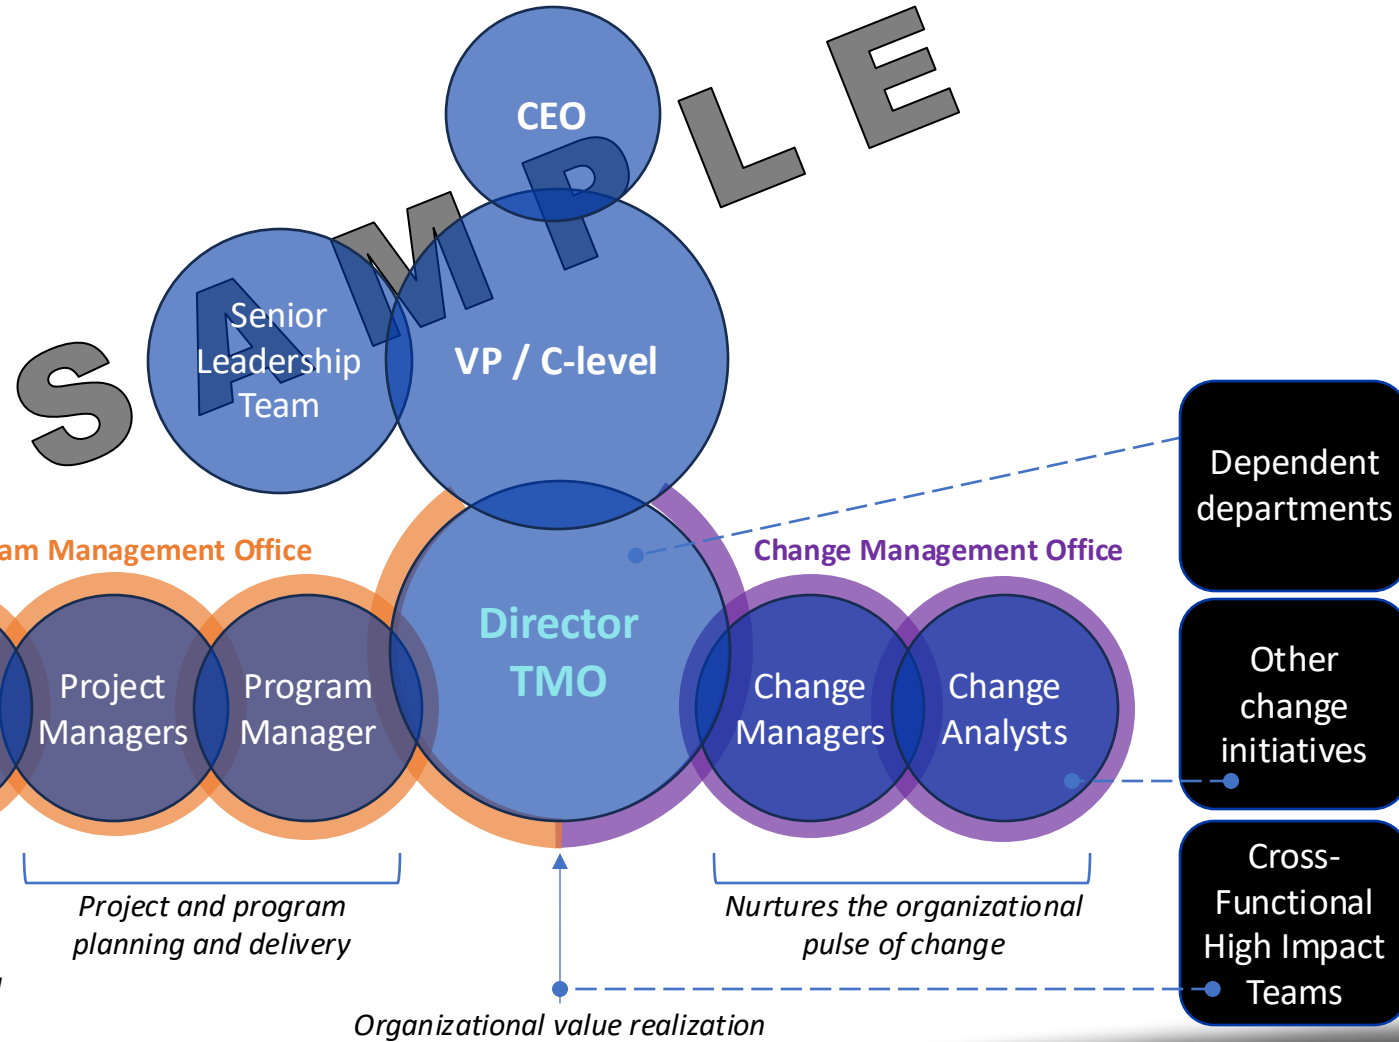 SAMPLE
CEO
Senior
Leadership
Team
VP / C-level
Dependent
departments
am Management Office
Change Management Office
Director
TMO
Project
Managers
Program
Manager
Change
Managers
Change
Analysts
Other
change
initiatives
Project and program
planning and delivery
Nurtures the organizational
pulse of change
Cross-
Functional
High Impact
Teams
Organizational value realization